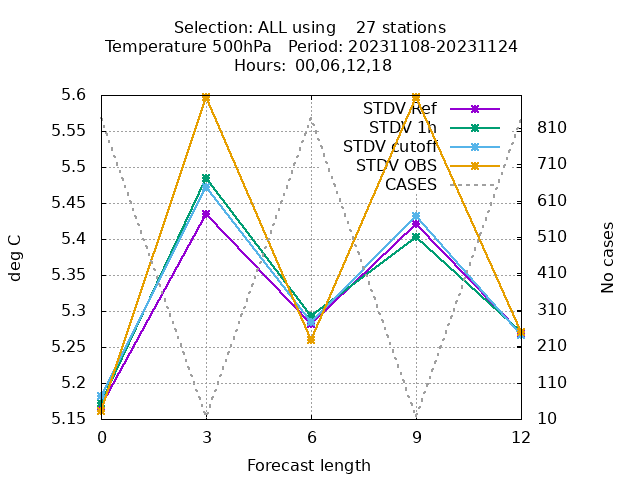 Selection: ALL using 27 stations
Temperature 500hPa Period: 20231108-20231124
Hours: 00,06,12,18
STDV Ref
STDV 1h
STDV cutoff
STDV OBS
CASES
deg C
5.6
5.55
5.5
5.45
5.4
5.35
5.3
5.25
5.2
5.15
No cases
810
710
610
510
410
310
210
110
10
0 3 6 9 12
Forecast length